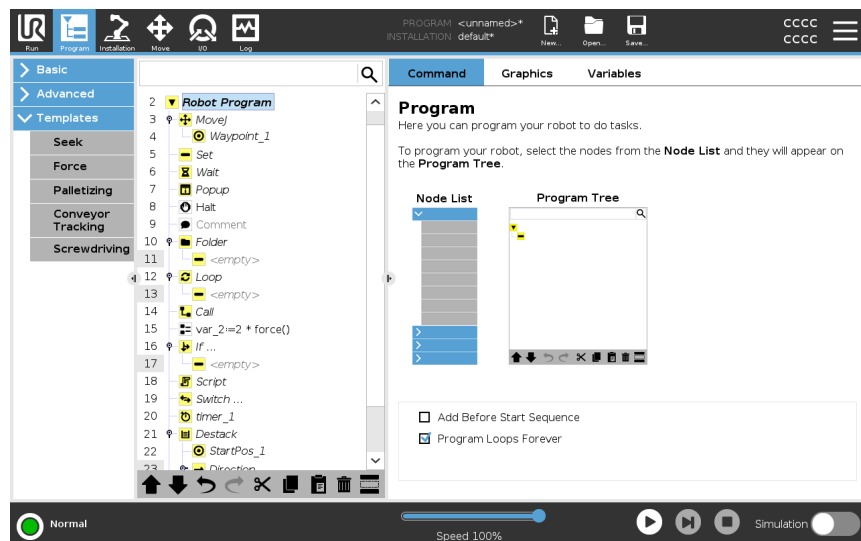 PROGRAM <unnamed>*
INSTALLATION default*
CCCC
CCCC
Run
Program
Installation
Move
I/O
Log
New...
Open...
Save...
Basic
Advanced
Templates
Seek
Force
Palletizing
Conveyor
Tracking
Screwdriving
2 Robot Program
3 MoveJ
4 Waypoint_1
5 Set
6 Wait
7 Popup
8 Halt
9 Comment
10 Folder
11 <empty>
12 Loop
13 <empty>
14 Call
15 var_2:=2 * force()
16 If ...
17 <empty>
18 Script
19 Switch ...
20 timer_1
21 Destack
22 StartPos_1
23 Direction
Command
Graphics
Variables
Program
Here you can program your robot to do tasks.
To program your robot, select the nodes from the Node List and they will appear on
the Program Tree.
Node List
Program Tree
Add Before Start Sequence
Program Loops Forever
Normal
Speed 100%
Simulation